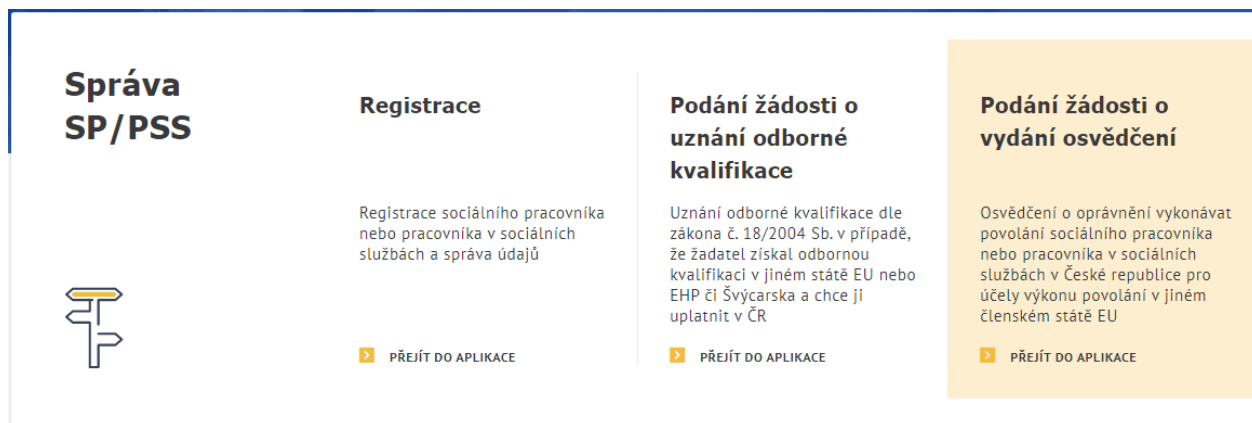 Správa
SP/PSS
Registrace
Registrace sociálního pracovníka
nebo pracovníka v sociálních
službách a správa údajů
PŘEJÍT DO APLIKACE
Podání žádosti o
uznání odborné
kvalifikace
Uznání odborné kvalifikace dle
zákona č. 18/2004 Sb. v případě,
že žadatel získal odbornou
kvalifikaci v jiném státě EU nebo
EHP či Švýcarska a chce ji
uplatnit v ČR
PŘEJÍT DO APLIKACE
Podání žádosti o
vydání osvědčení
Osvědčení o oprávnění vykonávat
povolání sociálního pracovníka
nebo pracovníka v sociálních
službách v České republice pro
účely výkonu povolání v jiném
členském státě EU
PŘEJÍT DO APLIKACE